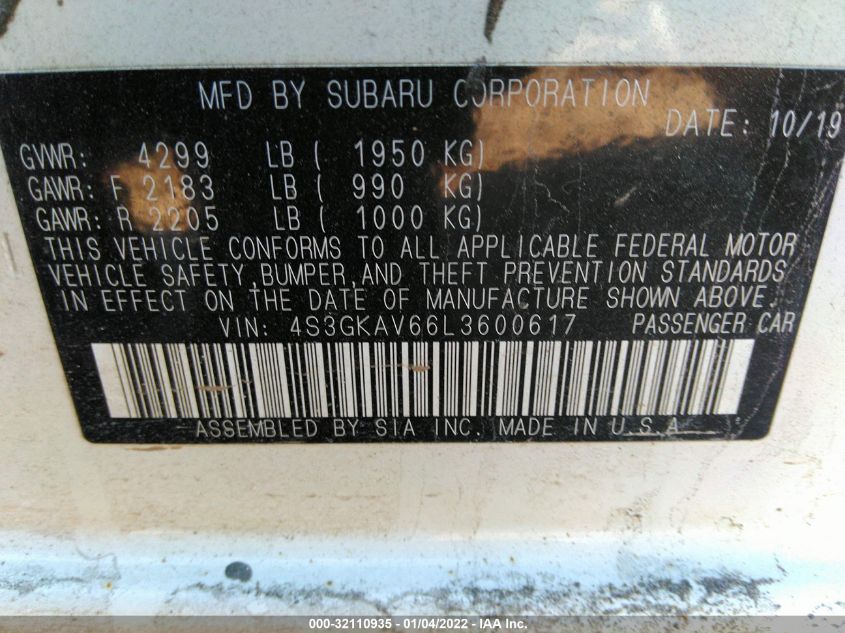 MFD BY SUBARU CORPORATION
DATE: 10/19
GVWR: 4299 LB ( 1950 KG)
GAWR: F 2183 LB ( 990 KG)
GAWR: R 2205 LB ( 1000 KG)
THIS VEHICLE CONFORMS TO ALL APPLICABLE FEDERAL MOTOR
VEHICLE SAFETY,BUMPER,AND THEFT PREVENTION STANDARDS
IN EFFECT ON THE DATE OF MANUFACTURE SHOWN ABOVE.
VIN: 4S3GKAV66L3600617 PASSENGER CAR
ASSEMBLED BY SIA INC. MADE IN U.S.A.
000-32110935 - 01/04/2022 - IAA Inc.